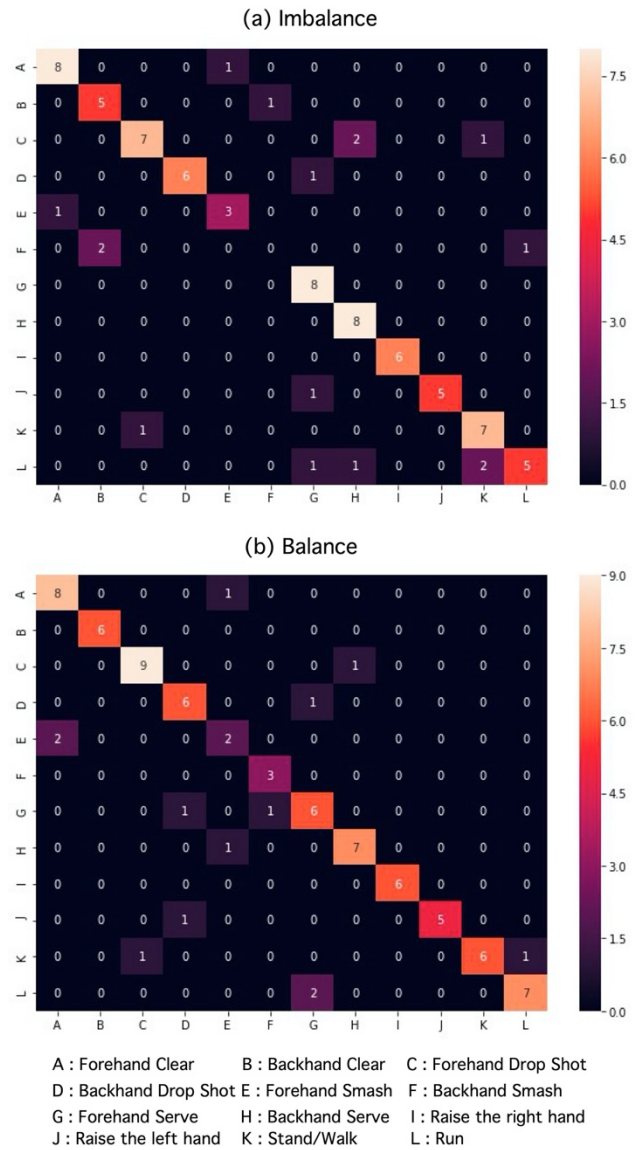 (a) Imbalance
A 8 0 0 0 1 0 0 0 0 0 0 0 7.5
B 0 5 0 0 0 1 0 0 0 0 0 0
C 0 0 7 0 0 0 0 2 0 0 1 0 6.0
D 0 0 0 6 0 0 1 0 0 0 0 0
E 1 0 0 0 3 0 0 0 0 0 0 0 4.5
F 0 2 0 0 0 0 0 0 0 0 0 1
G 0 0 0 0 0 0 8 0 0 0 0 0
H 0 0 0 0 0 0 0 8 0 0 0 0 3.0
I 0 0 0 0 0 0 0 0 6 0 0 0
J 0 0 0 0 0 0 1 0 0 5 0 0 1.5
K 0 0 1 0 0 0 0 0 0 0 7 0
L 0 0 0 0 0 0 1 1 0 0 2 5 0.0
A B C D E F G H I J K L
(b) Balance
9.0
A 8 0 0 0 1 0 0 0 0 0 0 0
B 0 6 0 0 0 0 0 0 0 0 0 0
C 0 0 9 0 0 0 0 1 0 0 0 0 7.5
D 0 0 0 6 0 0 1 0 0 0 0 0 6.0
E 2 0 0 0 2 0 0 0 0 0 0 0
F 0 0 0 0 0 3 0 0 0 0 0 0 4.5
G 0 0 0 1 0 1 6 0 0 0 0 0
H 0 0 0 0 1 0 0 7 0 0 0 0 3.0
I 0 0 0 0 0 0 0 0 6 0 0 0
J 0 0 0 1 0 0 0 0 0 5 0 0 1.5
K 0 0 1 0 0 0 0 0 0 0 6 1
L 0 0 0 0 0 0 2 0 0 0 0 7 0.0
A B C D E F G H I J K L
A : Forehand Clear B : Backhand Clear C : Forehand Drop Shot
D : Backhand Drop Shot E : Forehand Smash F : Backhand Smash
G : Forehand Serve H : Backhand Serve I : Raise the right hand
J : Raise the left hand K : Stand/Walk L : Run